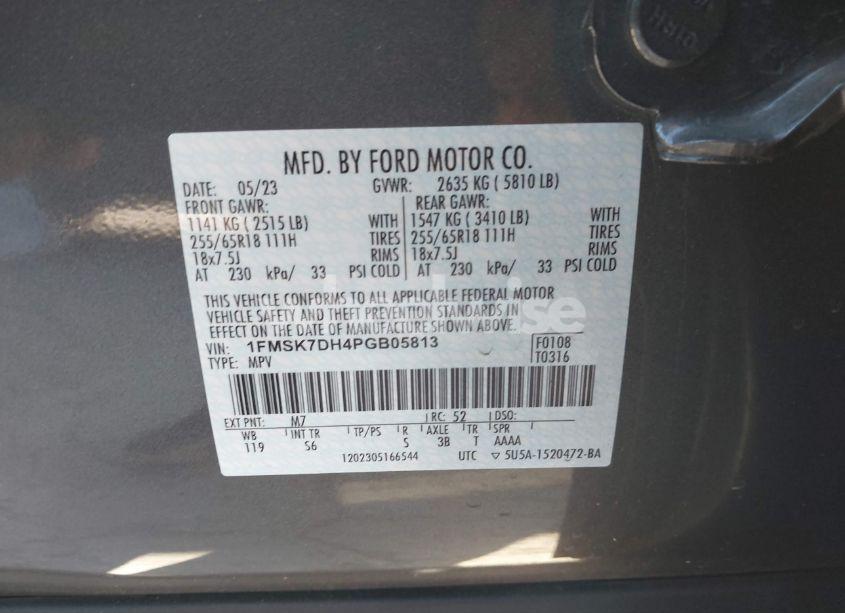 MFD. BY FORD MOTOR CO.
DATE: 05/23 GVWR: 2635 KG ( 5810 LB)
FRONT GAWR: REAR GAWR:
1141 KG ( 2515 LB) WITH 1547 KG ( 3410 LB) WITH
255/65R18 111H TIRES 255/65R18 111H TIRES
18x7.5J RIMS 18x7.5J RIMS
AT 230 kPa/ 33 PSI COLD AT 230 kPa/ 33 PSI COLD
THIS VEHICLE CONFORMS TO ALL APPLICABLE FEDERAL MOTOR
VEHICLE SAFETY AND THEFT PREVENTION STANDARDS IN
EFFECT ON THE DATE OF MANUFACTURE SHOWN ABOVE.
VIN: 1FMSK7DH4PGB05813 F0108
TYPE: MPV T0316
EXT PNT: M7 RC: 52 DSO:
WB INT TR TP/PS R AXLE TR SPR
119 S6 S 3B T AAAA
1202305166544 UTC ▽ 5U5A-1520472-BA